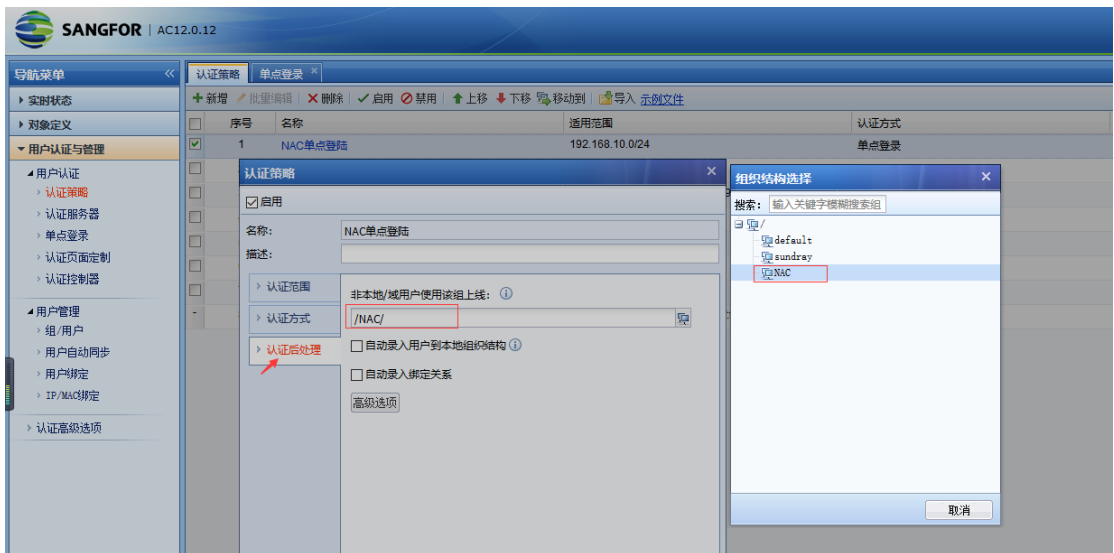 SANGFOR | AC12.0.12
导航菜单
实时状态
对象定义
用户认证与管理
用户认证
认证策略
认证服务器
单点登录
认证页面定制
认证控制器
用户管理
组/用户
用户自动同步
用户绑定
IP/MAC绑定
认证高级选项
认证策略 单点登录
新增 批里编辑 删除 启用 禁用 上移 下移 移动到 导入 示例文件
序号 名称 适用范围 认证方式
1 NAC单点登陆 192.168.10.0/24 单点登录
认证策略
启用
名称: NAC单点登陆
描述:
认证范围
认证方式
认证后处理
非本地/域用户使用该组上线:
/NAC/
自动录入用户到本地组织结构
自动录入绑定关系
高级选项
组织结构选择
搜索: 输入关键字模糊搜索组
/
default
sundray
NAC
取消